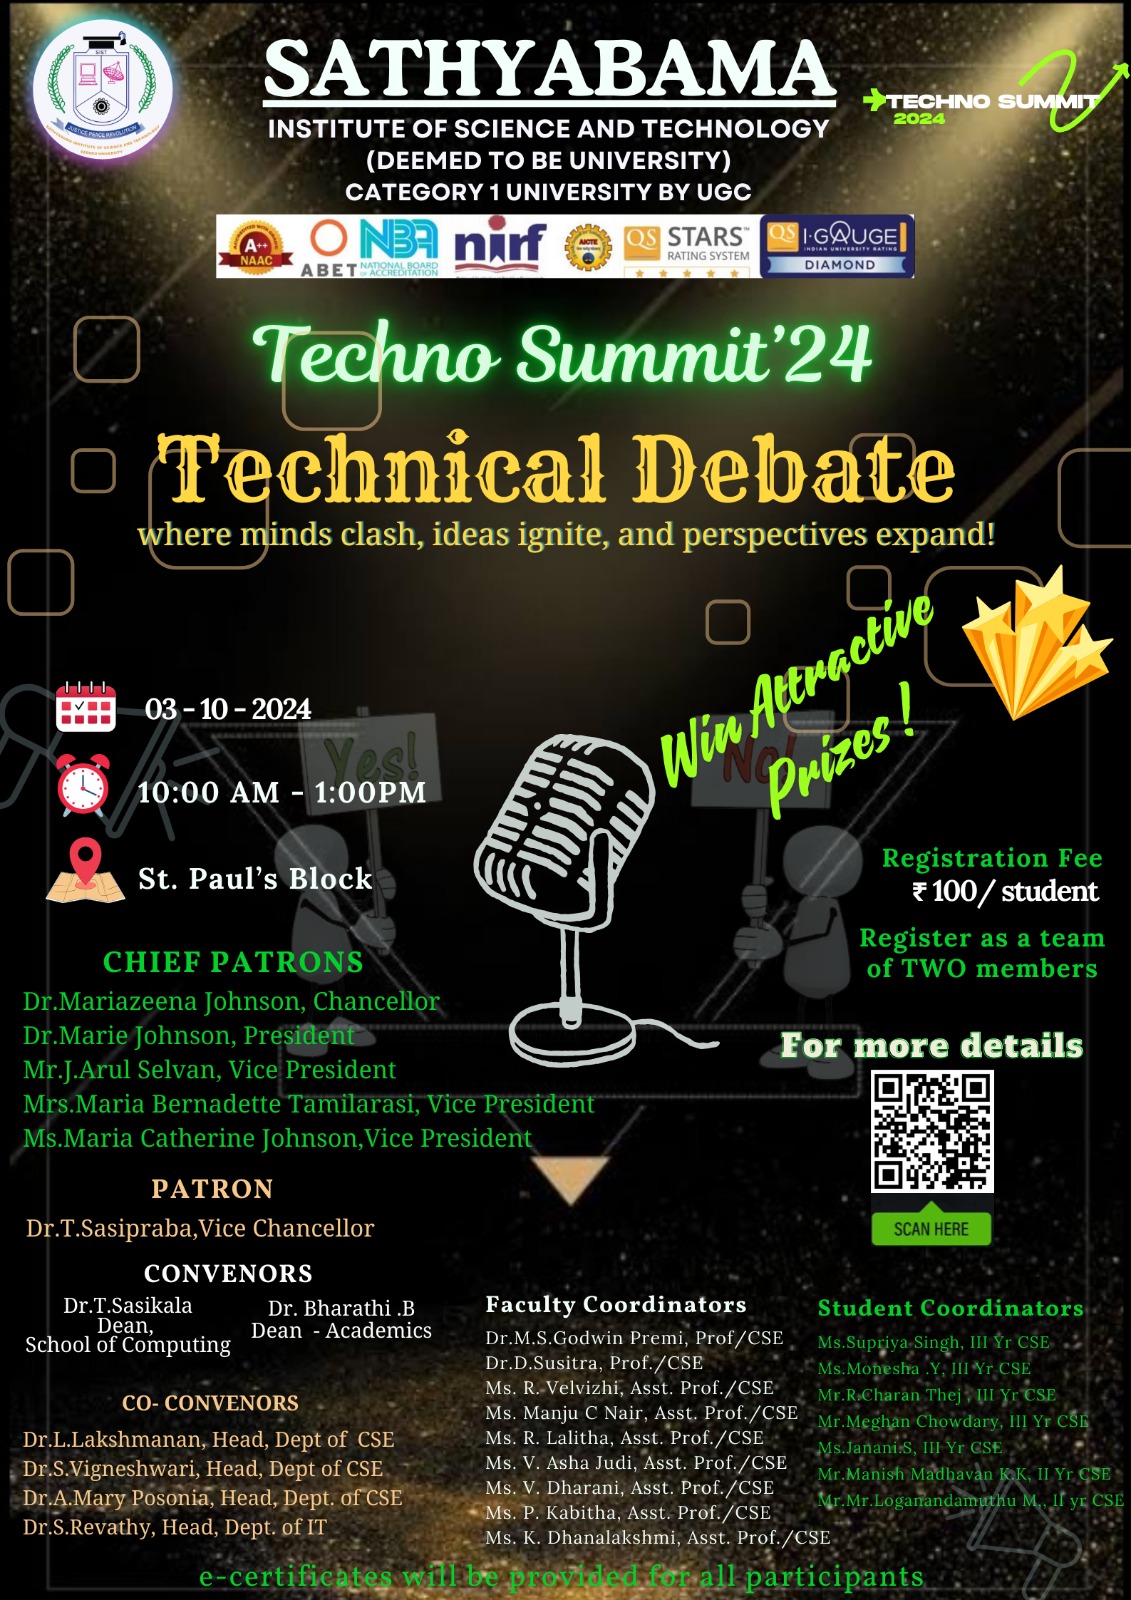 SIST
JUSTICE PEACE REVOLUTION
SATHYABAMA
INSTITUTE OF SCIENCE AND TECHNOLOGY
(DEEMED TO BE UNIVERSITY)
CATEGORY 1 UNIVERSITY BY UGC
TECHNO SUMMIT
2024
A++
NAAC
ABET
NBA
NATIONAL BOARD
of ACCREDITATION
nirf
AICTE
QS STARS™
RATING SYSTEM
QS I·GAUGE
INDIAN UNIVERSITY RATING
DIAMOND
Techno Summit'24
Technical Debate
where minds clash, ideas ignite, and perspectives expand!
Win Attractive
Prizes !
03 - 10 - 2024
Yes!
No!
10:00 AM - 1:00PM
St. Paul's Block
Registration Fee
₹ 100/ student
Register as a team
of TWO members
CHIEF PATRONS
Dr.Mariazeena Johnson, Chancellor
Dr.Marie Johnson, President
Mr.J.Arul Selvan, Vice President
Mrs.Maria Bernadette Tamilarasi, Vice President
Ms.Maria Catherine Johnson,Vice President
For more details
SCAN HERE
PATRON
Dr.T.Sasipraba,Vice Chancellor
CONVENORS
Dr.T.Sasikala
Dean,
School of Computing
Dr. Bharathi .B
Dean - Academics
CO- CONVENORS
Dr.L.Lakshmanan, Head, Dept of CSE
Dr.S.Vigneshwari, Head, Dept of CSE
Dr.A.Mary Posonia, Head, Dept. of CSE
Dr.S.Revathy, Head, Dept. of IT
Faculty Coordinators
Dr.M.S.Godwin Premi, Prof/CSE
Dr.D.Susitra, Prof./CSE
Ms. R. Velvizhi, Asst. Prof./CSE
Ms. Manju C Nair, Asst. Prof./CSE
Ms. R. Lalitha, Asst. Prof./CSE
Ms. V. Asha Judi, Asst. Prof./CSE
Ms. V. Dharani, Asst. Prof./CSE
Ms. P. Kabitha, Asst. Prof./CSE
Ms. K. Dhanalakshmi, Asst. Prof./CSE
Student Coordinators
Ms.Supriya Singh, III Yr CSE
Ms.Monesha .Y, III Yr CSE
Mr.R.Charan Thej , III Yr CSE
Mr.Meghan Chowdary, III Yr CSE
Ms.Janani.S, III Yr CSE
Mr.Manish Madhavan K.K, II Yr CSE
Mr.Mr.Loganandamuthu M., II yr CSE
e-certificates will be provided for all participants